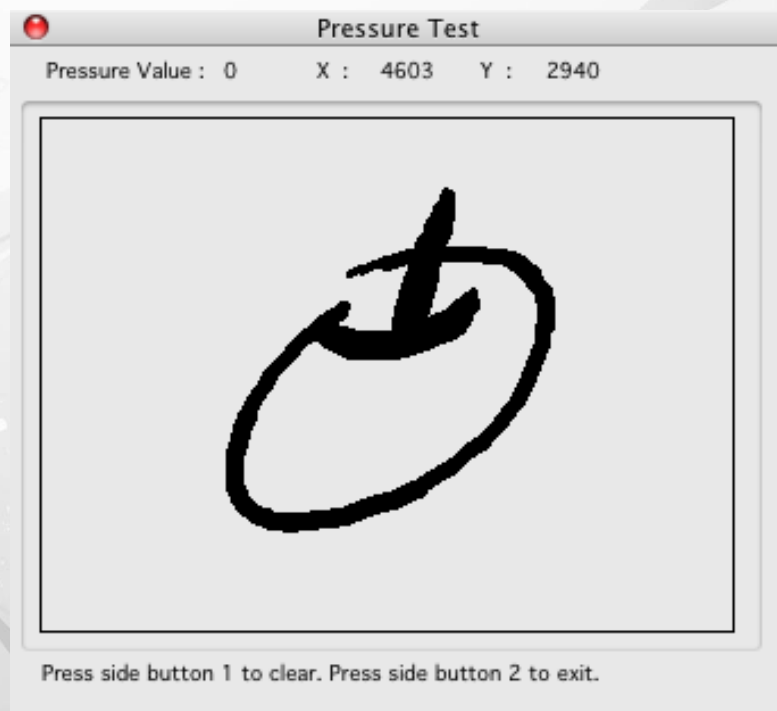 Pressure Test
Pressure Value : 0 X : 4603 Y : 2940
Press side button 1 to clear. Press side button 2 to exit.